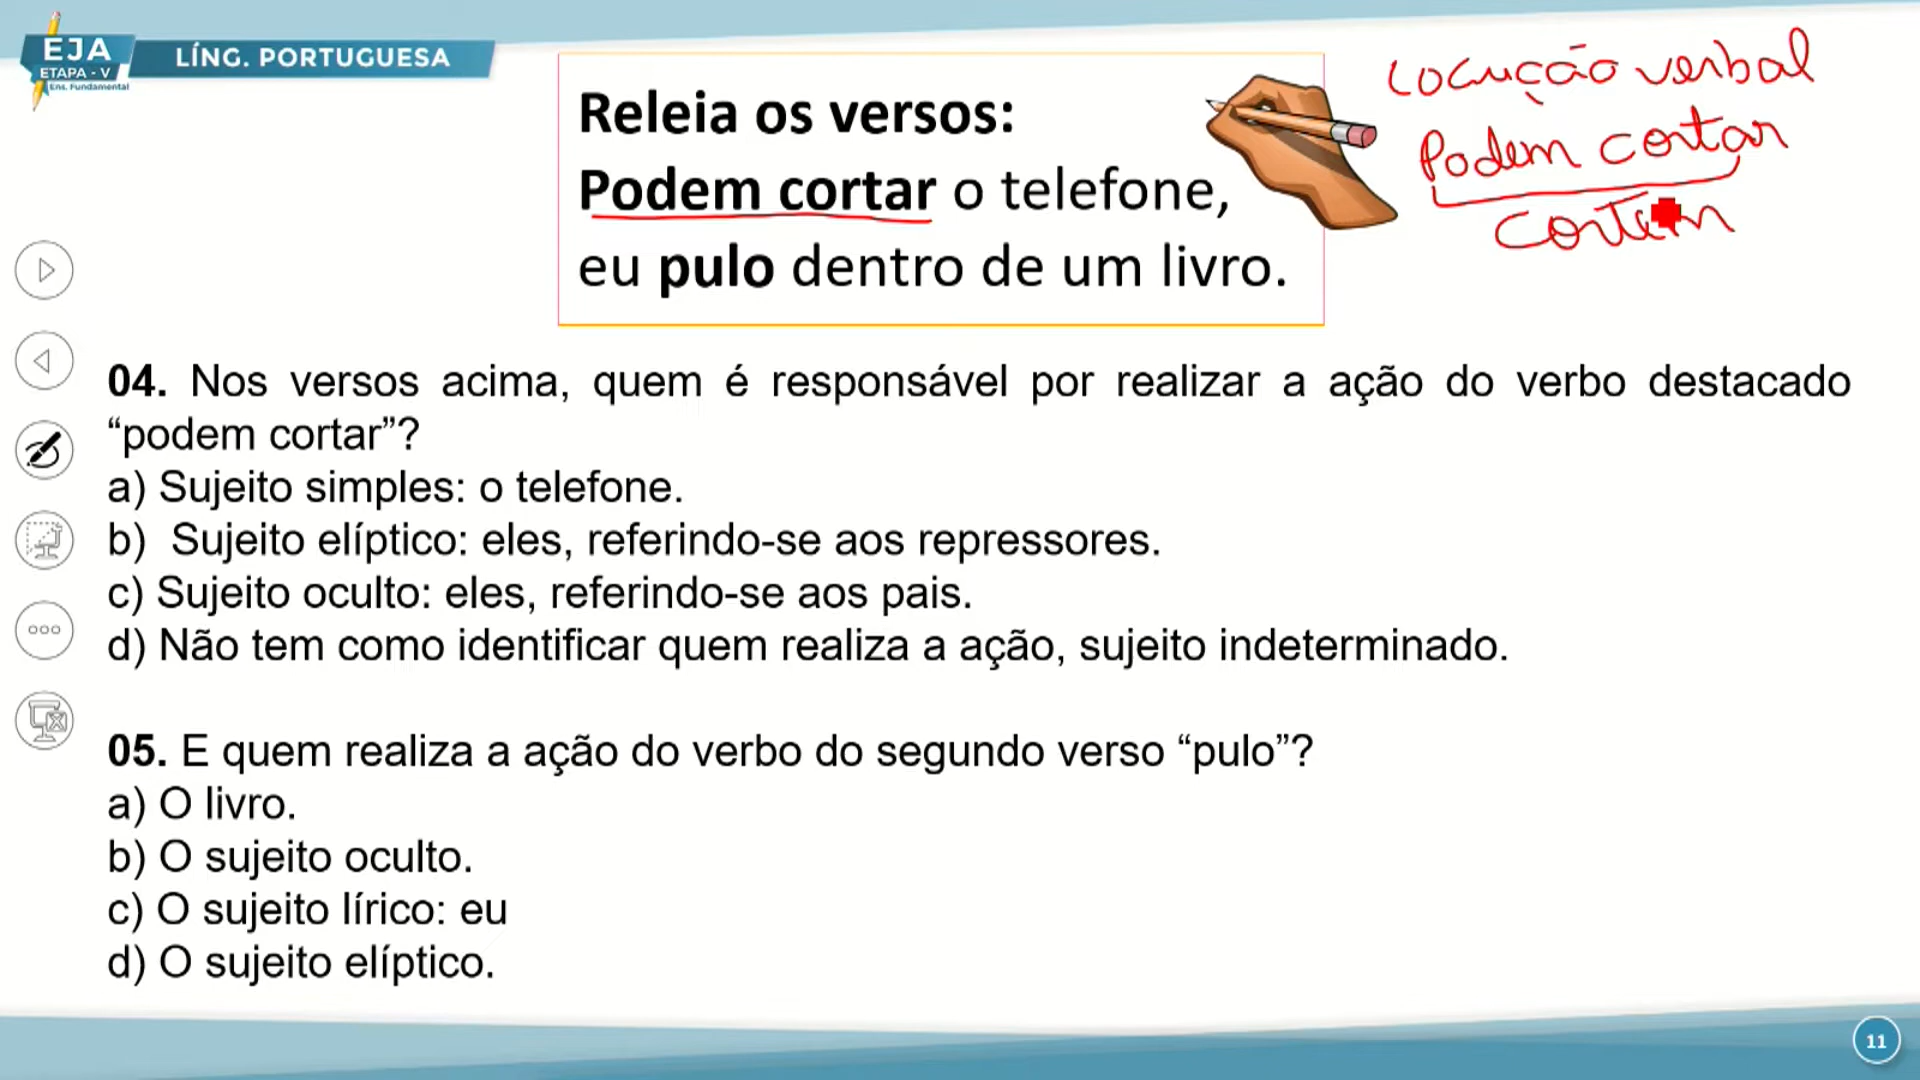 EJA
ETAPA - V
Ens. Fundamental
LÍNG. PORTUGUESA
Releia os versos:
Podem cortar o telefone,
eu pulo dentro de um livro.
Locução verbal
Podem cortar
cortem
04. Nos versos acima, quem é responsável por realizar a ação do verbo destacado
“podem cortar”?
a) Sujeito simples: o telefone.
b) Sujeito elíptico: eles, referindo-se aos repressores.
c) Sujeito oculto: eles, referindo-se aos pais.
d) Não tem como identificar quem realiza a ação, sujeito indeterminado.
05. E quem realiza a ação do verbo do segundo verso “pulo”?
a) O livro.
b) O sujeito oculto.
c) O sujeito lírico: eu
d) O sujeito elíptico.
11